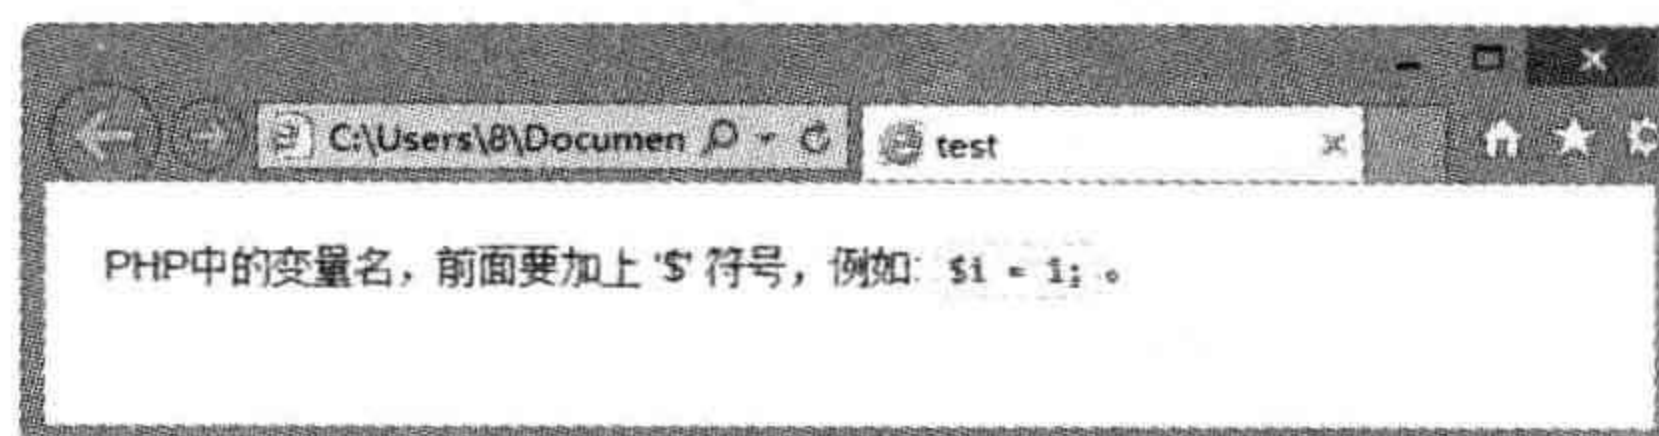 C:\Users\8\Documen
test
PHP中的变量名，前面要加上 '$' 符号，例如: $i = 1; 。